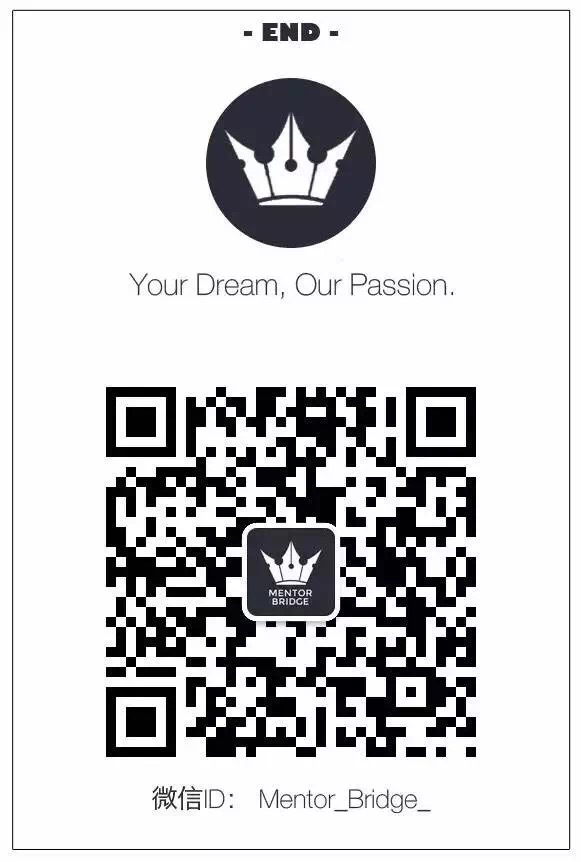 - END -
Your Dream, Our Passion.
MENTOR
BRIDGE
微信ID： Mentor_Bridge_